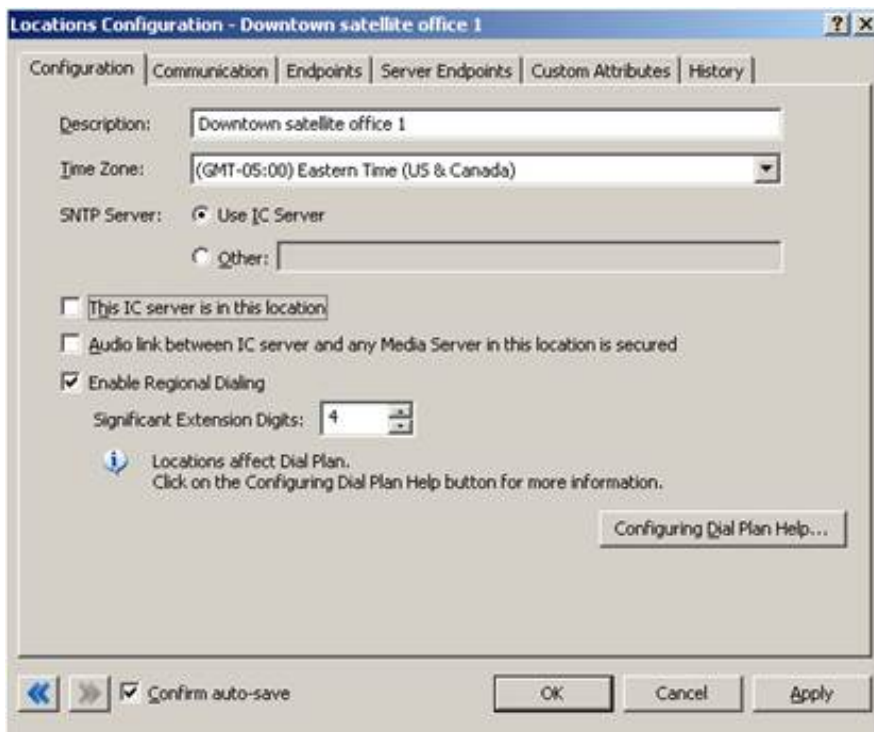 Locations Configuration - Downtown satellite office 1
Configuration Communication Endpoints Server Endpoints Custom Attributes History
Description: Downtown satellite office 1
Time Zone: (GMT-05:00) Eastern Time (US & Canada)
SNTP Server: Use IC Server
Other:
This IC server is in this location
Audio link between IC server and any Media Server in this location is secured
Enable Regional Dialing
Significant Extension Digits: 4
Locations affect Dial Plan.
Click on the Configuring Dial Plan Help button for more information.
Configuring Dial Plan Help...
Confirm auto-save OK Cancel Apply